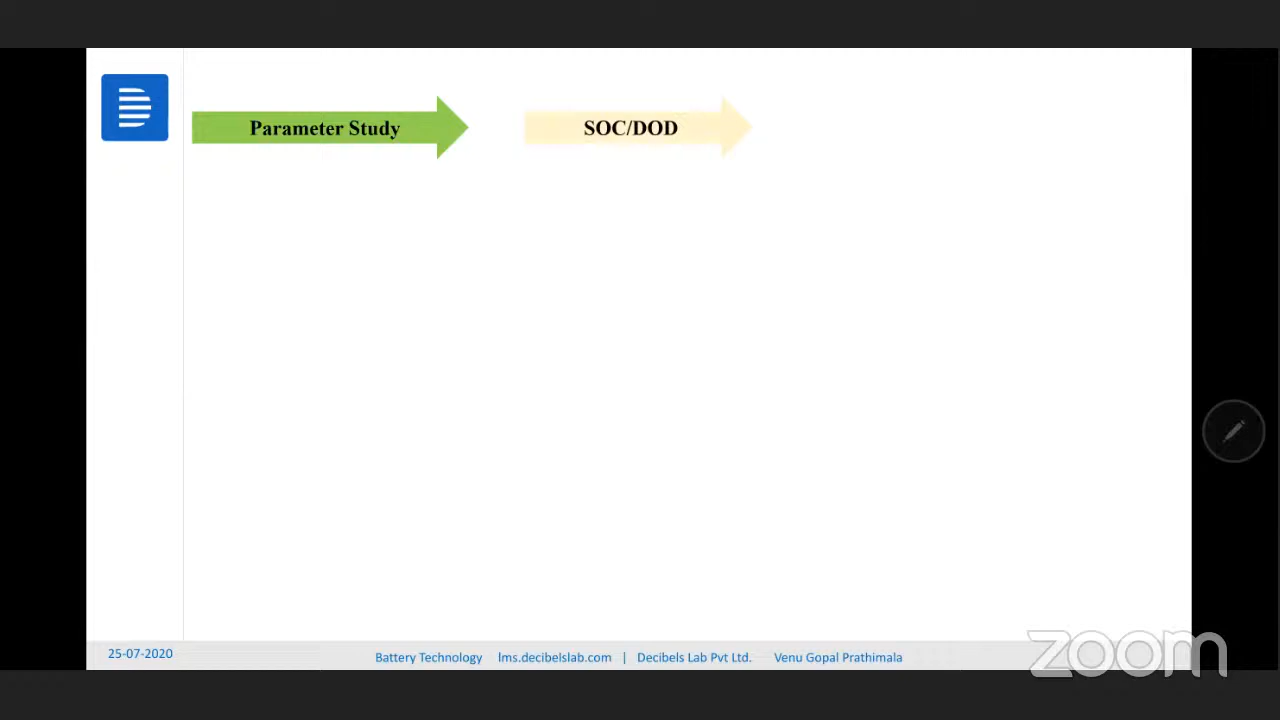 Parameter Study
SOC/DOD
25-07-2020
Battery Technology lms.decibelslab.com | Decibels Lab Pvt Ltd. Venu Gopal Prathimala
zoom